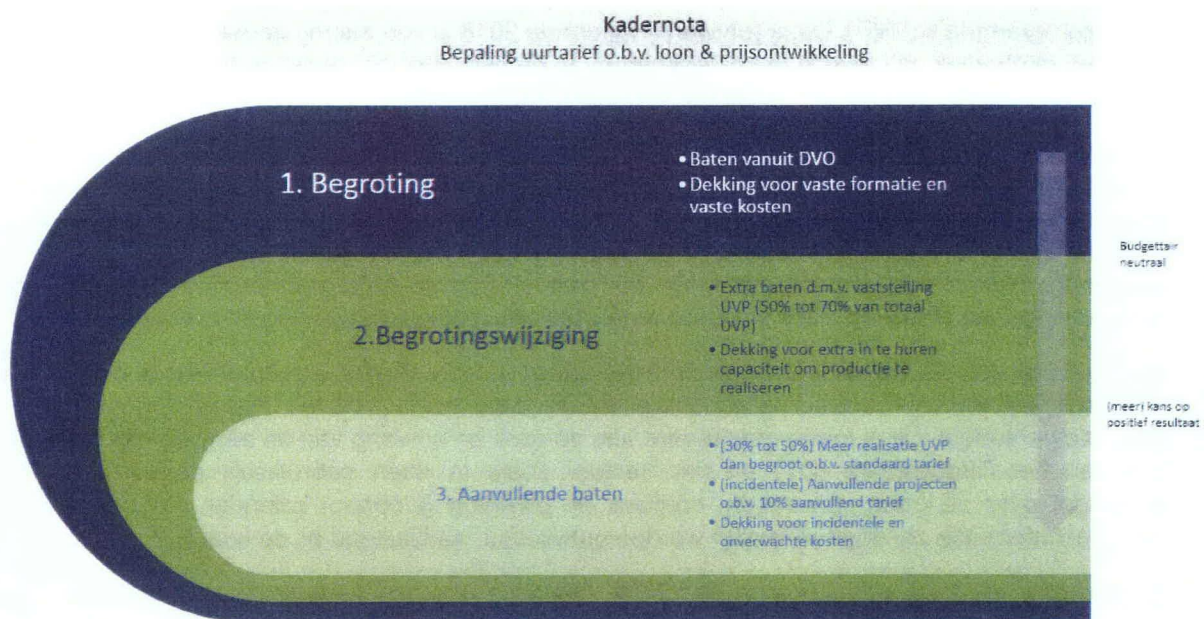 Kadernota
Bepaling uurtarief o.b.v. loon & prijsontwikkeling
1. Begroting
• Baten vanuit DVO
• Dekking voor vaste formatie en
vaste kosten
Budgettair
neutraal
2.Begrotingswijziging
• Extra baten d.m.v. vaststelling
UVP (50% tot 70% van totaal
UVP)
• Dekking voor extra in te huren
capaciteit om productie te
realiseren
(meer) kans op
positief resultaat
3. Aanvullende baten
• (30% tot 50%) Meer realisatie UVP
dan begroot o.b.v. standaard tarief
• (incidentele) Aanvullende projecten
o.b.v. 10% aanvullend tarief
• Dekking voor incidentele en
onverwachte kosten